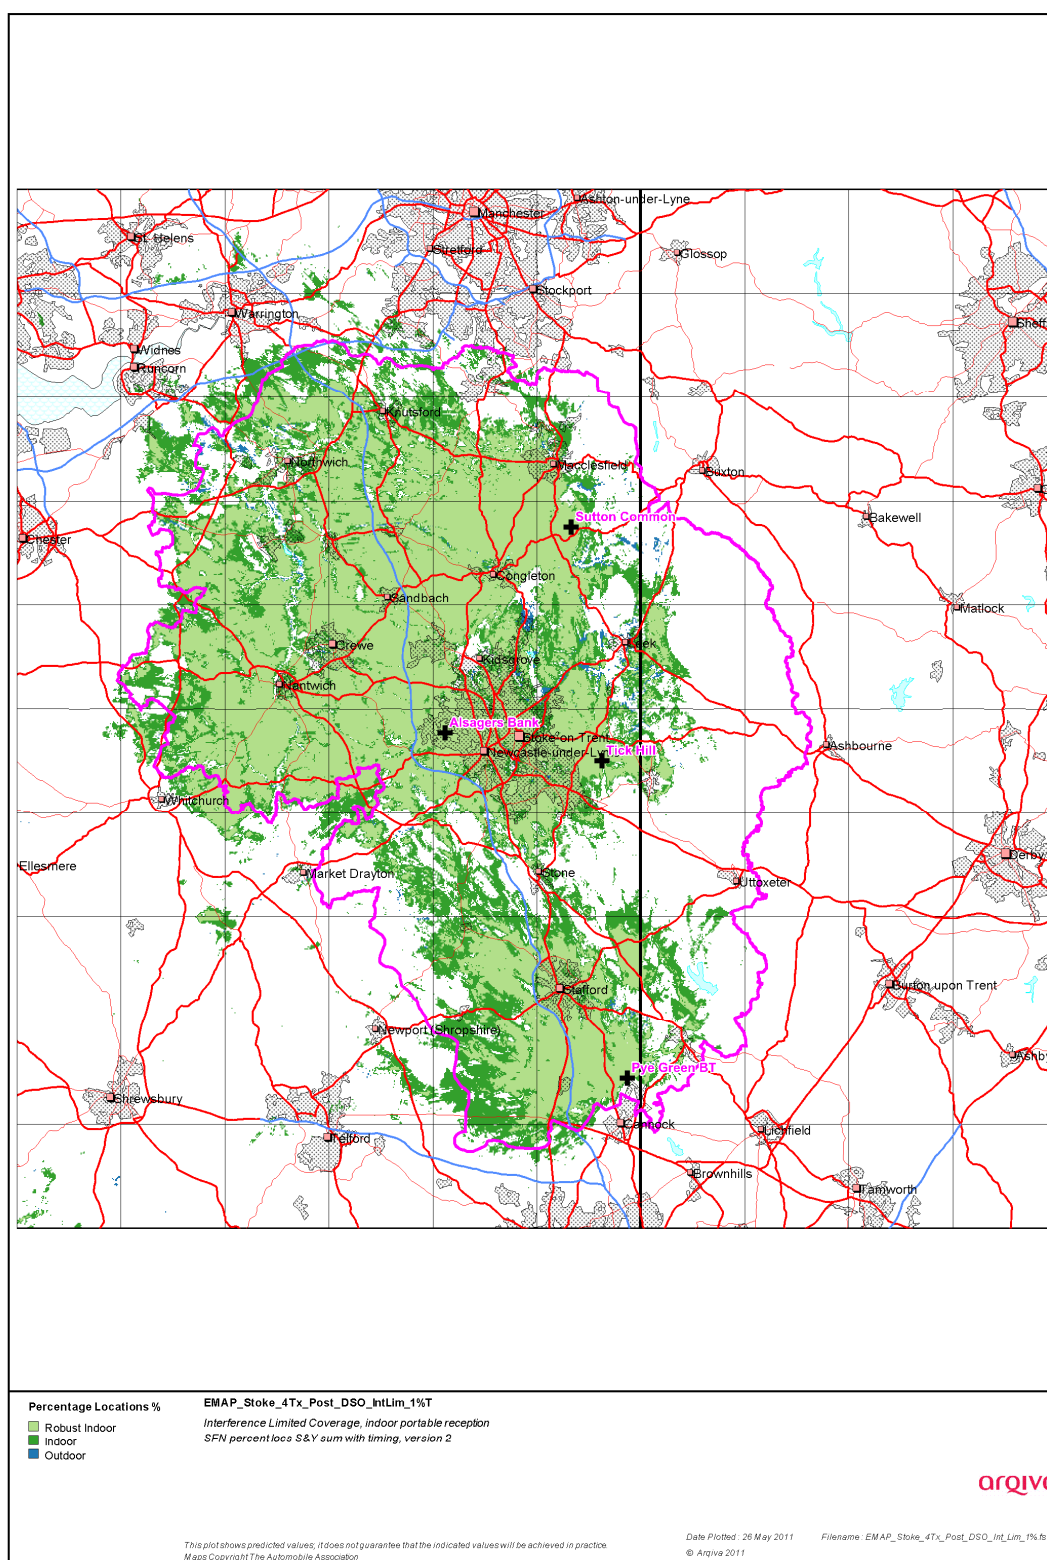 Ashton-under-Lyne
Manchester
St. Helens
Stretford
Glossop
Stockport
Warrington
Widnes
Runcorn
Knutsford
Northwich
Macclesfield
Buxton
Sutton Common
Bakewell
Chester
Congleton
Sandbach
Matlock
Crewe
Leek
Kidsgrove
Nantwich
Alsagers Bank
Stoke-on-Trent
Newcastle-under-Ly
Tick Hill
Ashbourne
Whitchurch
Ellesmere
Market Drayton
Stone
Uttoxeter
Derby
Stafford
Burton upon Trent
Newport (Shropshire)
Ashby
Pye Green BT
Shrewsbury
Telford
Cannock
Lichfield
Brownhills
Tamworth
Percentage Locations %
Robust Indoor
Indoor
Outdoor
EMAP_Stoke_4Tx_Post_DSO_IntLim_1%T
Interference Limited Coverage, indoor portable reception
SFN percent locs S&Y sum with timing, version 2
arqiva
This plot shows predicted values; it does not guarantee that the indicated values will be achieved in practice.
Maps Copyright The Automobile Association
Date Plotted : 26 May 2011
Filename : EMAP_Stoke_4Tx_Post_DSO_Int_Lim_1%.fs
© Arqiva 2011